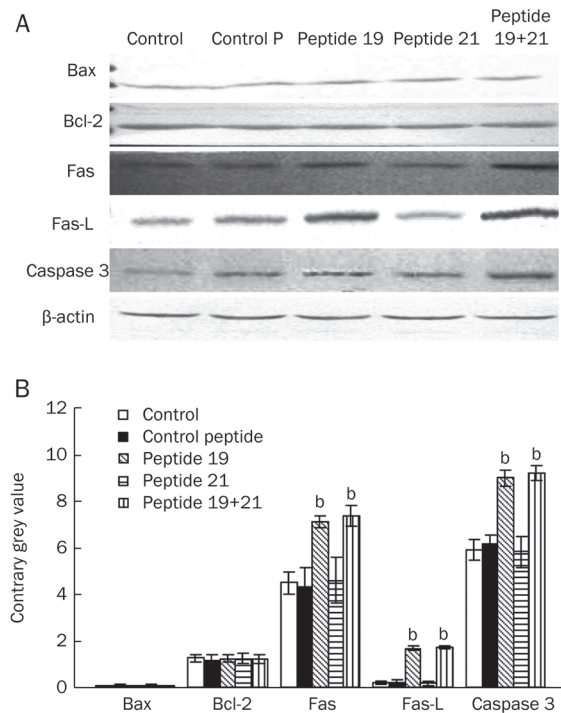 A
Control Control P Peptide 19 Peptide 21 Peptide 19+21
Bax
Bcl-2
Fas
Fas-L
Caspase 3
β-actin
B
Contrary grey value
12
10
8
6
4
2
0
Control
Control peptide
Peptide 19
Peptide 21
Peptide 19+21
b b
b b
b b
Bax Bcl-2 Fas Fas-L Caspase 3